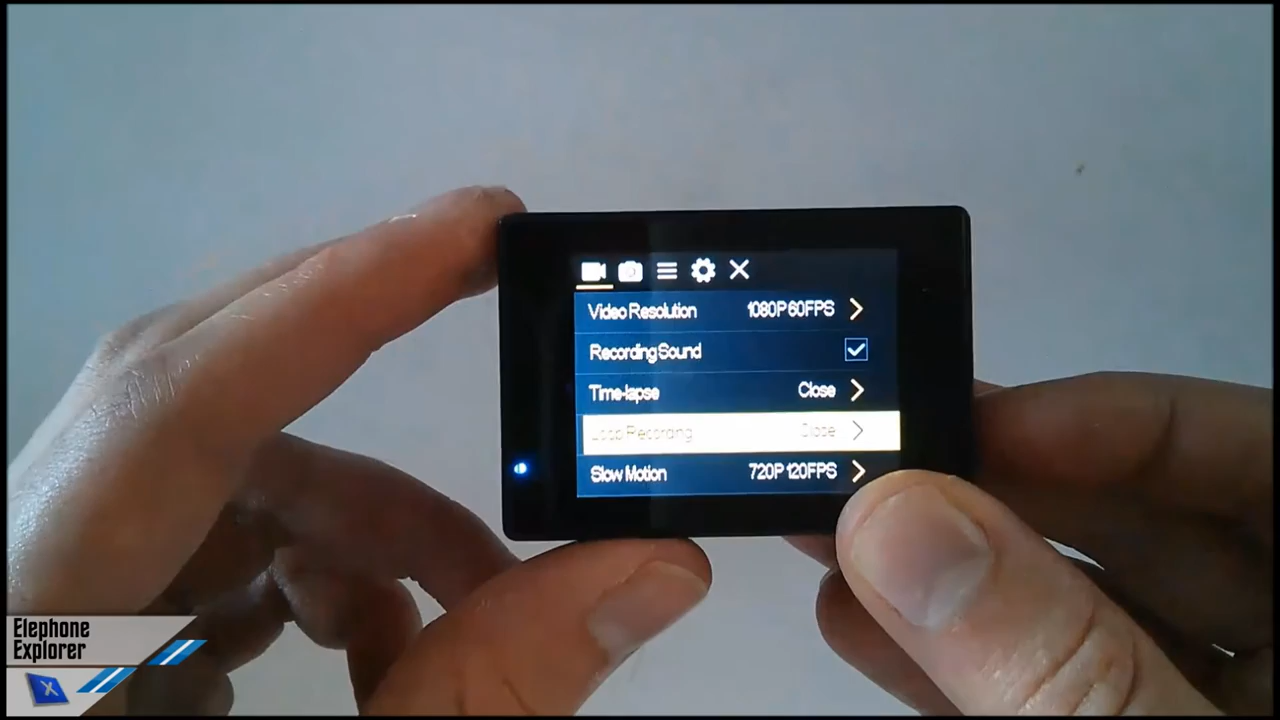 Video Resolution 1080P 60FPS
Recording Sound
Time-lapse Close
Loop Recording Close
Slow Motion 720P 120FPS
Elephone
Explorer
X